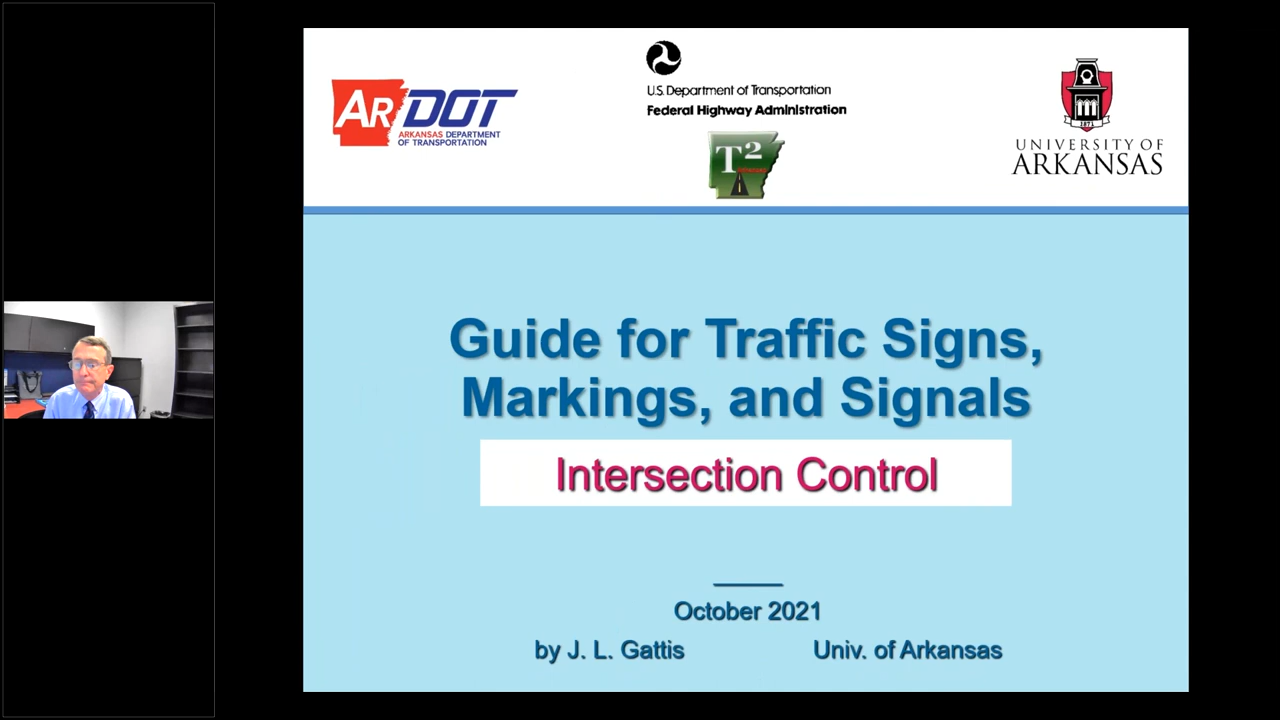 ARDOT
ARKANSAS DEPARTMENT
OF TRANSPORTATION
U.S. Department of Transportation
Federal Highway Administration
T2
1871
UNIVERSITY OF
ARKANSAS
Guide for Traffic Signs,
Markings, and Signals
Intersection Control
October 2021
by J. L. Gattis Univ. of Arkansas